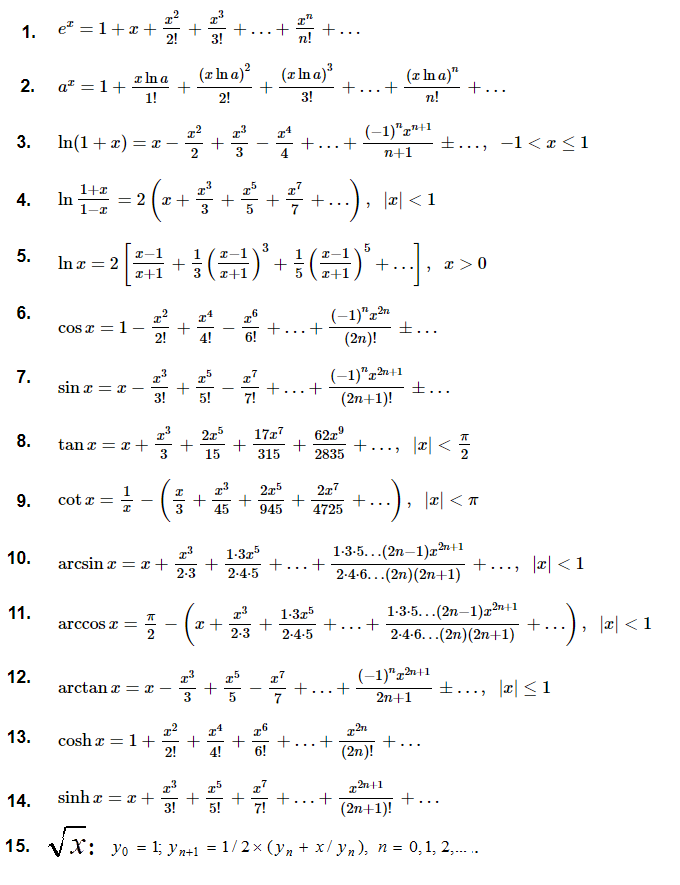 1. e^x = 1 + x + x^2/2! + x^3/3! + ... + x^n/n! + ...
2. a^x = 1 + (x ln a)/1! + (x ln a)^2/2! + (x ln a)^3/3! + ... + (x ln a)^n/n! + ...
3. ln(1 + x) = x − x^2/2 + x^3/3 − x^4/4 + ... + (−1)^n x^(n+1)/(n+1) ± ..., −1 < x ≤ 1
4. ln (1+x)/(1−x) = 2 (x + x^3/3 + x^5/5 + x^7/7 + ...), |x| < 1
5. ln x = 2 [(x−1)/(x+1) + 1/3 ((x−1)/(x+1))^3 + 1/5 ((x−1)/(x+1))^5 + ...], x > 0
6. cos x = 1 − x^2/2! + x^4/4! − x^6/6! + ... + (−1)^n x^(2n)/(2n)! ± ...
7. sin x = x − x^3/3! + x^5/5! − x^7/7! + ... + (−1)^n x^(2n+1)/(2n+1)! ± ...
8. tan x = x + x^3/3 + 2x^5/15 + 17x^7/315 + 62x^9/2835 + ..., |x| < π/2
9. cot x = 1/x − (x/3 + x^3/45 + 2x^5/945 + 2x^7/4725 + ...), |x| < π
10. arcsin x = x + x^3/(2·3) + 1·3x^5/(2·4·5) + ... + 1·3·5...(2n−1)x^(2n+1)/(2·4·6...(2n)(2n+1)) + ..., |x| < 1
11. arccos x = π/2 − (x + x^3/(2·3) + 1·3x^5/(2·4·5) + ... + 1·3·5...(2n−1)x^(2n+1)/(2·4·6...(2n)(2n+1)) + ...), |x| < 1
12. arctan x = x − x^3/3 + x^5/5 − x^7/7 + ... + (−1)^n x^(2n+1)/(2n+1) ± ..., |x| ≤ 1
13. cosh x = 1 + x^2/2! + x^4/4! + x^6/6! + ... + x^(2n)/(2n)! + ...
14. sinh x = x + x^3/3! + x^5/5! + x^7/7! + ... + x^(2n+1)/(2n+1)! + ...
15. √x: y_0 = 1; y_(n+1) = 1/2 × (y_n + x/y_n), n = 0, 1, 2,.....